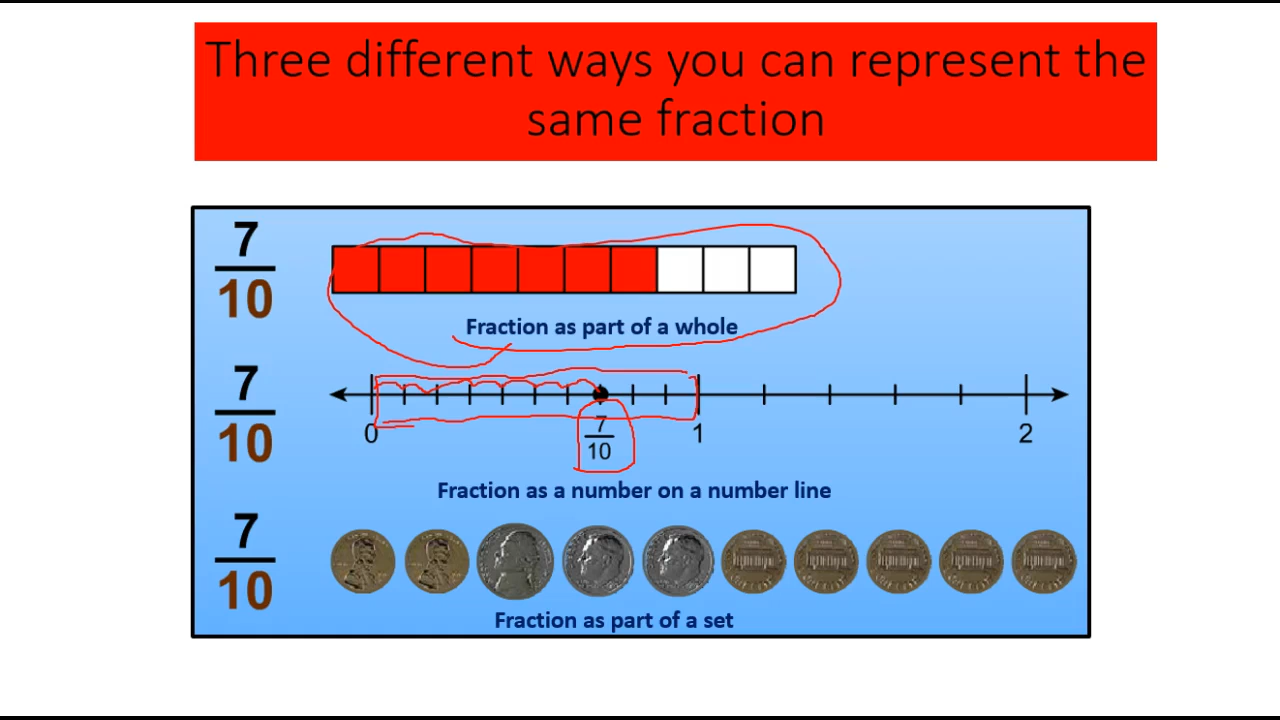 Three different ways you can represent the
same fraction
7
10
Fraction as part of a whole
7
10
0
7
10
1
2
Fraction as a number on a number line
7
10
Fraction as part of a set